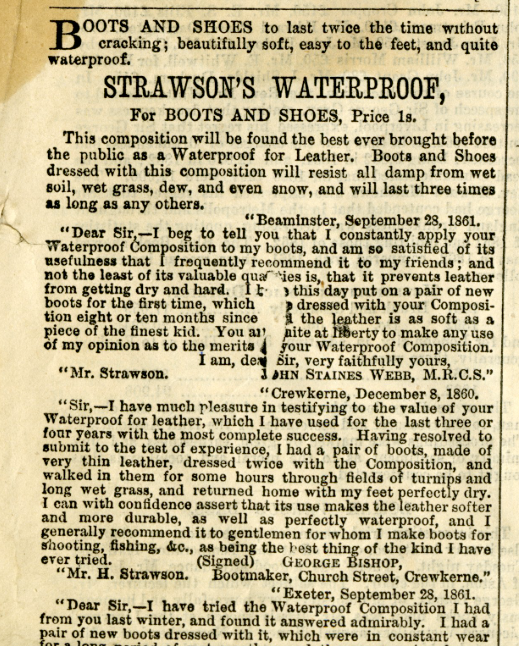 BOOTS AND SHOES to last twice the time without
cracking; beautifully soft, easy to the feet, and quite
waterproof.
STRAWSON'S WATERPROOF,
For BOOTS AND SHOES, Price 1s.
This composition will be found the best ever brought before
the public as a Waterproof for Leather. Boots and Shoes
dressed with this composition will resist all damp from wet
soil, wet grass, dew, and even snow, and will last three times
as long as any others.
"Beaminster, September 28, 1861.
"Dear Sir,—I beg to tell you that I constantly apply your
Waterproof Composition to my boots, and am so satisfied of its
usefulness that I frequently recommend it to my friends; and
not the least of its valuable qua ies is, that it prevents leather
from getting dry and hard. I this day put on a pair of new
boots for the first time, which dressed with your Composi-
tion eight or ten months since the leather is as soft as a
piece of the finest kid. You a ite at liberty to make any use
of my opinion as to the merits your Waterproof Composition.
I am, dea Sir, very faithfully yours,
"Mr. Strawson. JOHN STAINES WEBB, M.R.C.S."
"Crewkerne, December 8, 1860.
"Sir,—I have much pleasure in testifying to the value of your
Waterproof for leather, which I have used for the last three or
four years with the most complete success. Having resolved to
submit to the test of experience, I had a pair of boots, made of
very thin leather, dressed twice with the Composition, and
walked in them for some hours through fields of turnips and
long wet grass, and returned home with my feet perfectly dry.
I can with confidence assert that its use makes the leather softer
and more durable, as well as perfectly waterproof, and I
generally recommend it to gentlemen for whom I make boots for
shooting, fishing, &c., as being the best thing of the kind I have
ever tried. (Signed) GEORGE BISHOP,
"Mr. H. Strawson. Bootmaker, Church Street, Crewkerne."
"Exeter, September 28, 1861.
"Dear Sir,—I have tried the Waterproof Composition I had
from you last winter, and found it answered admirably. I had a
pair of new boots dressed with it, which were in constant wear